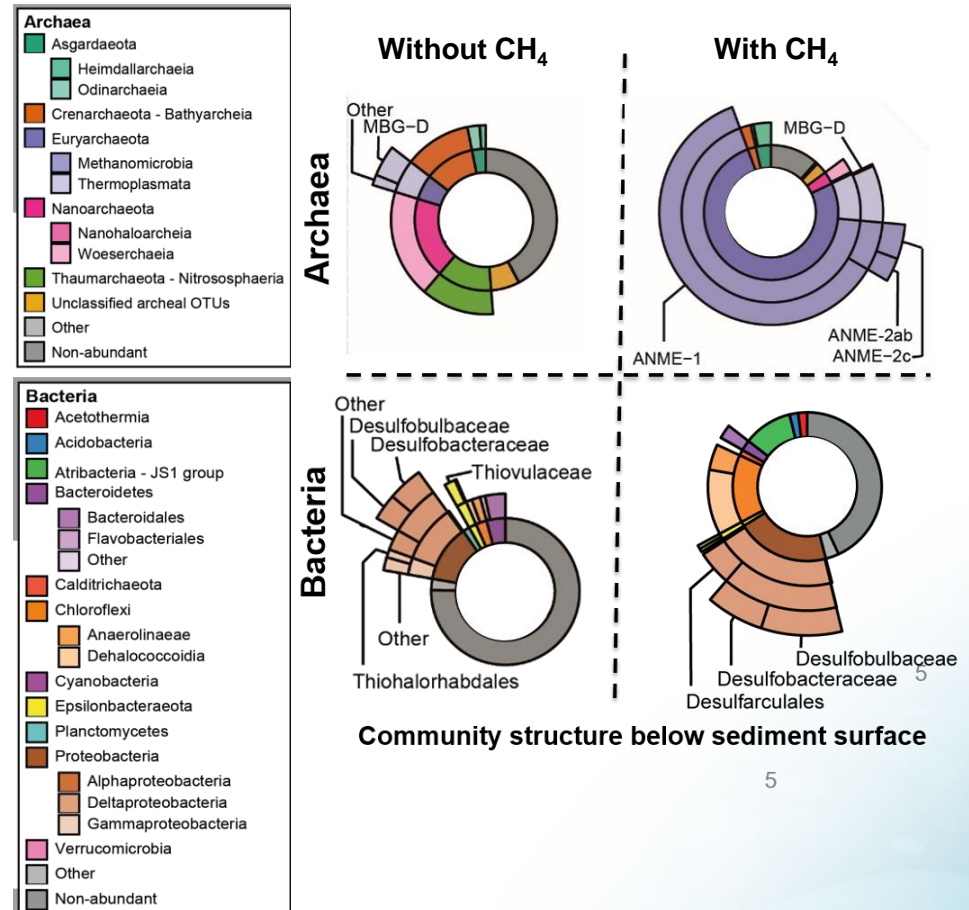 Archaea
Asgardaeota
Heimdallarchaeia
Odinarchaeia
Crenarchaeota - Bathyarcheia
Euryarchaeota
Methanomicrobia
Thermoplasmata
Nanoarchaeota
Nanohaloarcheia
Woeserchaeia
Thaumarchaeota - Nitrososphaeria
Unclassified archeal OTUs
Other
Non-abundant
Bacteria
Acetothermia
Acidobacteria
Atribacteria - JS1 group
Bacteroidetes
Bacteroidales
Flavobacteriales
Other
Calditrichaeota
Chloroflexi
Anaerolinaeae
Dehalococcoidia
Cyanobacteria
Epsilonbacteraeota
Planctomycetes
Proteobacteria
Alphaproteobacteria
Deltaproteobacteria
Gammaproteobacteria
Verrucomicrobia
Other
Non-abundant
Without CH₄
With CH₄
Archaea
Other
MBG-D
MBG-D
ANME-1
ANME-2ab
ANME-2c
Bacteria
Other
Desulfobulbaceae
Desulfobacteraceae
Thiovulaceae
Other
Thiohalorhabdales
Desulfobulbaceae
Desulfobacteraceae
Desulfarculales
5
Community structure below sediment surface
5